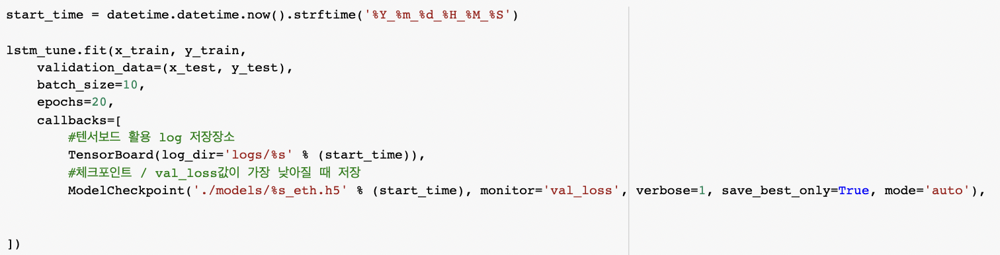 start_time = datetime.datetime.now().strftime('%Y_%m_%d_%H_%M_%S')
lstm_tune.fit(x_train, y_train,
    validation_data=(x_test, y_test),
    batch_size=10,
    epochs=20,
    callbacks=[
        #텐서보드 활용 log 저장장소
        TensorBoard(log_dir='logs/%s' % (start_time)),
        #체크포인트 / val_loss값이 가장 낮아질 때 저장
        ModelCheckpoint('./models/%s_eth.h5' % (start_time), monitor='val_loss', verbose=1, save_best_only=True, mode='auto'),
])